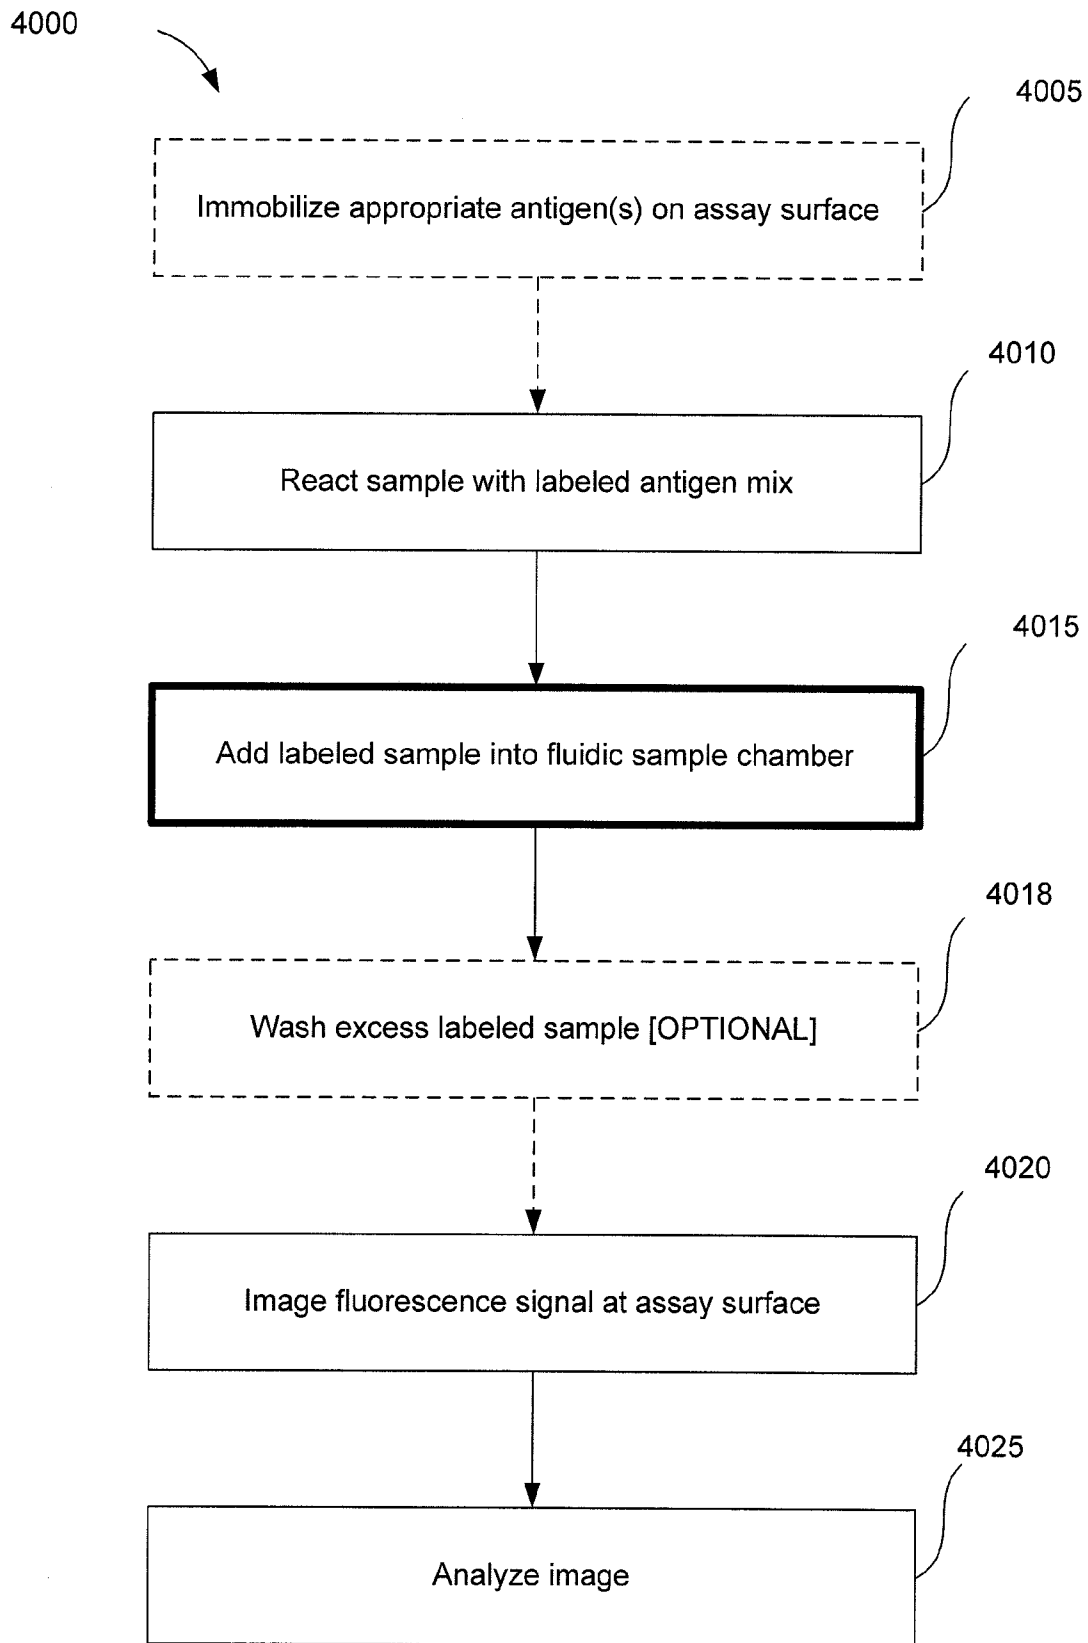 4000
4005
Immobilize appropriate antigen(s) on assay surface
4010
React sample with labeled antigen mix
4015
Add labeled sample into fluidic sample chamber
4018
Wash excess labeled sample [OPTIONAL]
4020
Image fluorescence signal at assay surface
4025
Analyze image